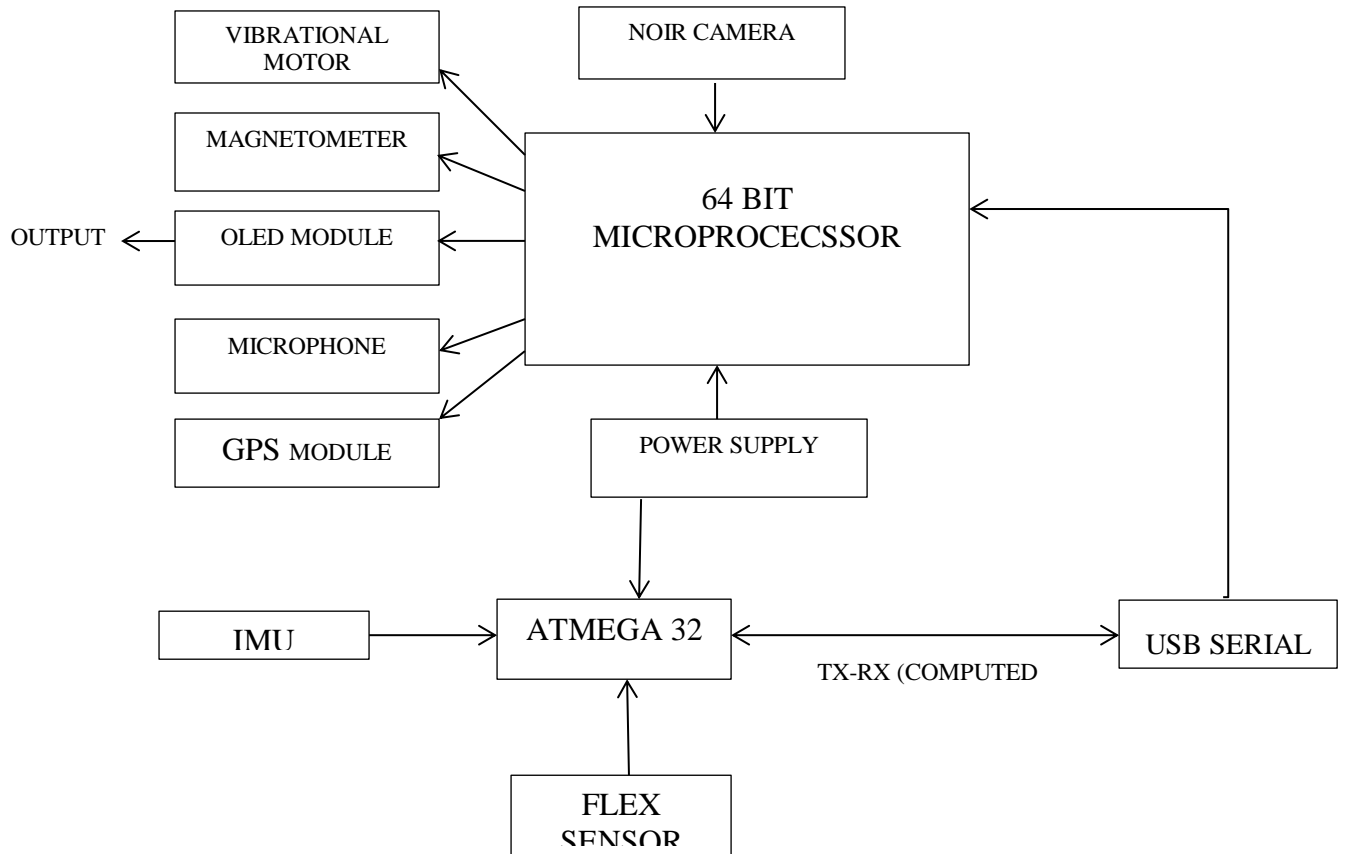 VIBRATIONAL
MOTOR
NOIR CAMERA
MAGNETOMETER
64 BIT
MICROPROCECSSOR
OUTPUT
OLED MODULE
MICROPHONE
GPS MODULE
POWER SUPPLY
IMU
ATMEGA 32
USB SERIAL
TX-RX (COMPUTED
FLEX
SENSOR